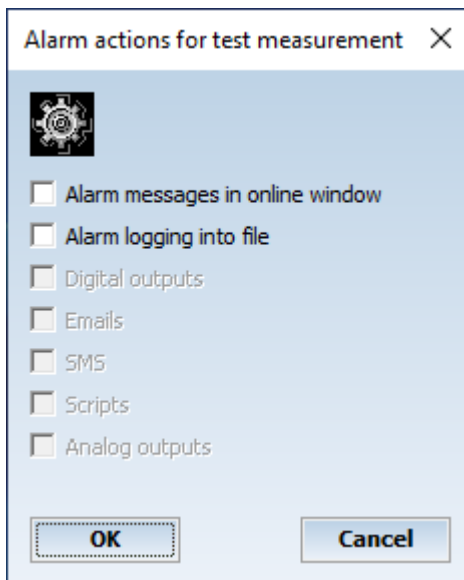 Alarm actions for test measurement
Alarm messages in online window
Alarm logging into file
Digital outputs
Emails
SMS
Scripts
Analog outputs
OK Cancel